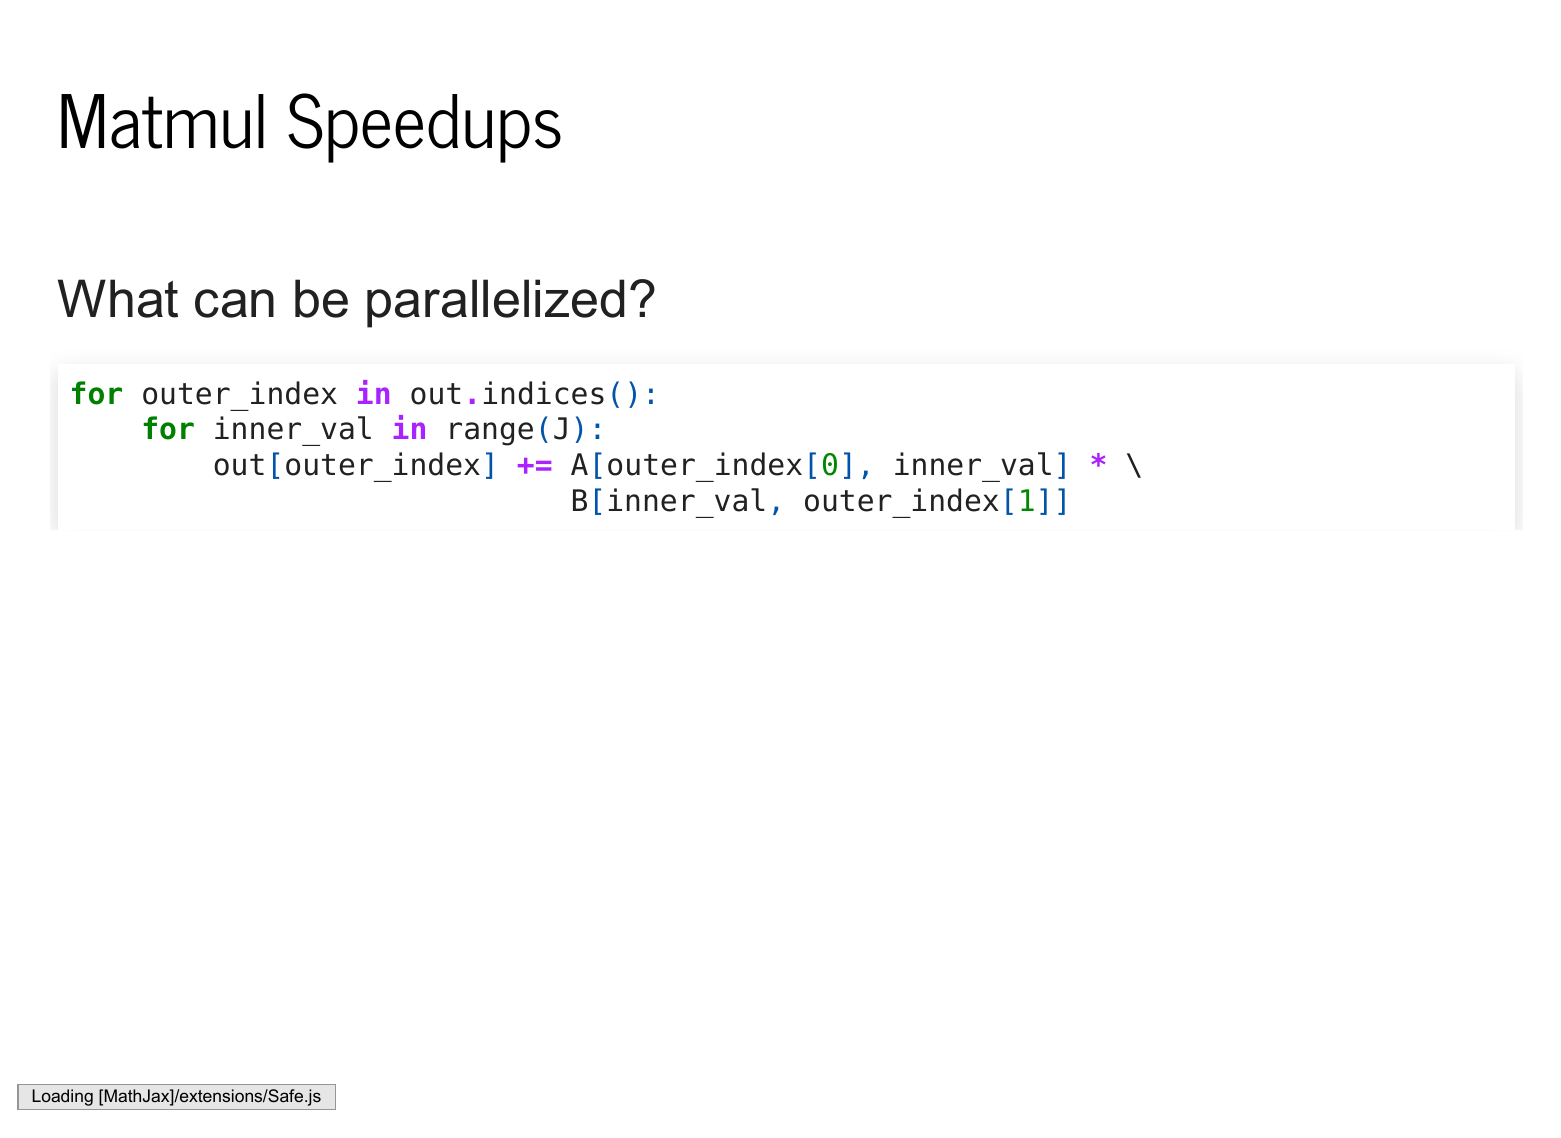 Matmul Speedups
What can be parallelized?
for outer_index in out.indices():
    for inner_val in range(J):
        out[outer_index] += A[outer_index[0], inner_val] * \
                            B[inner_val, outer_index[1]]
Loading [MathJax]/extensions/Safe.js